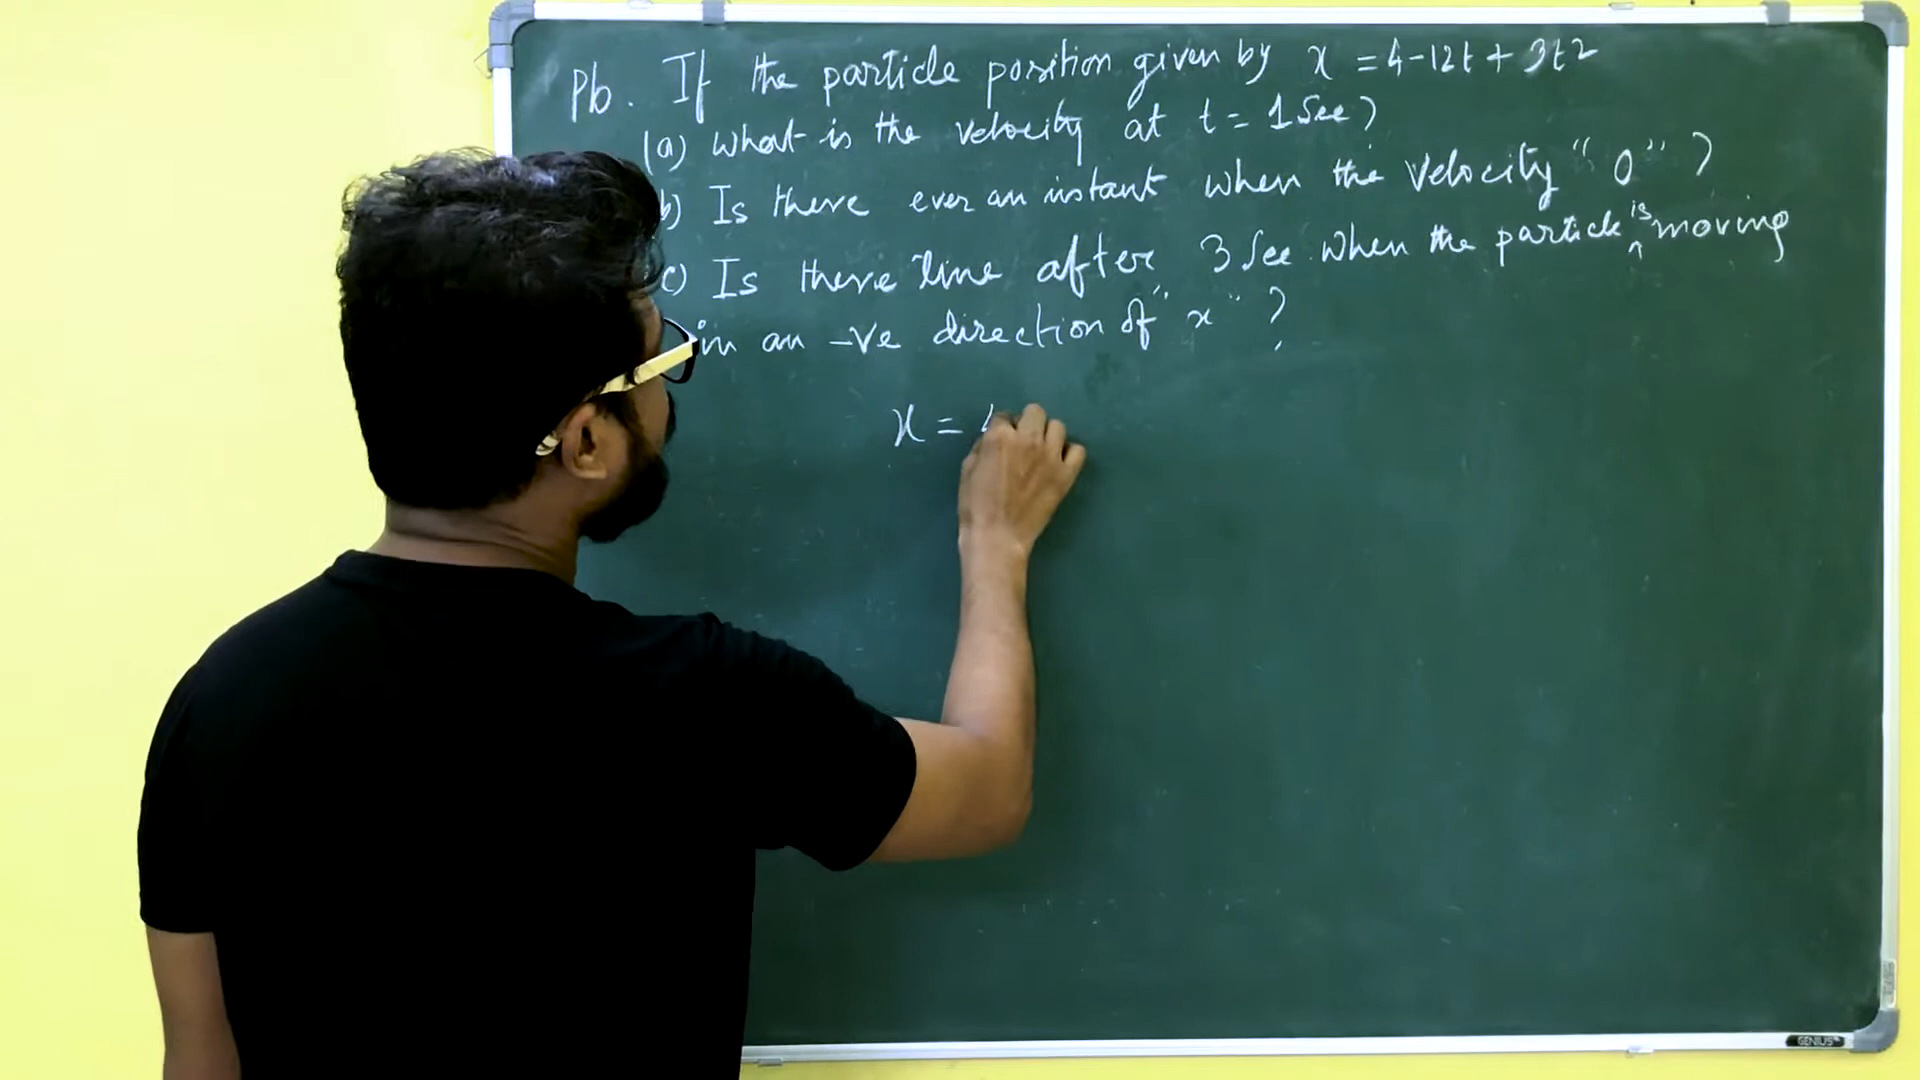 Pb. If the particle position given by x = 4-12t + 3t2
(a) What is the velocity at t = 1 Sec?
b) Is there ever an instant when the velocity "0" ?
c) Is there time after 3 Sec when the particle is moving
in an -ve direction of "x" ?
x = 4
GENIUS